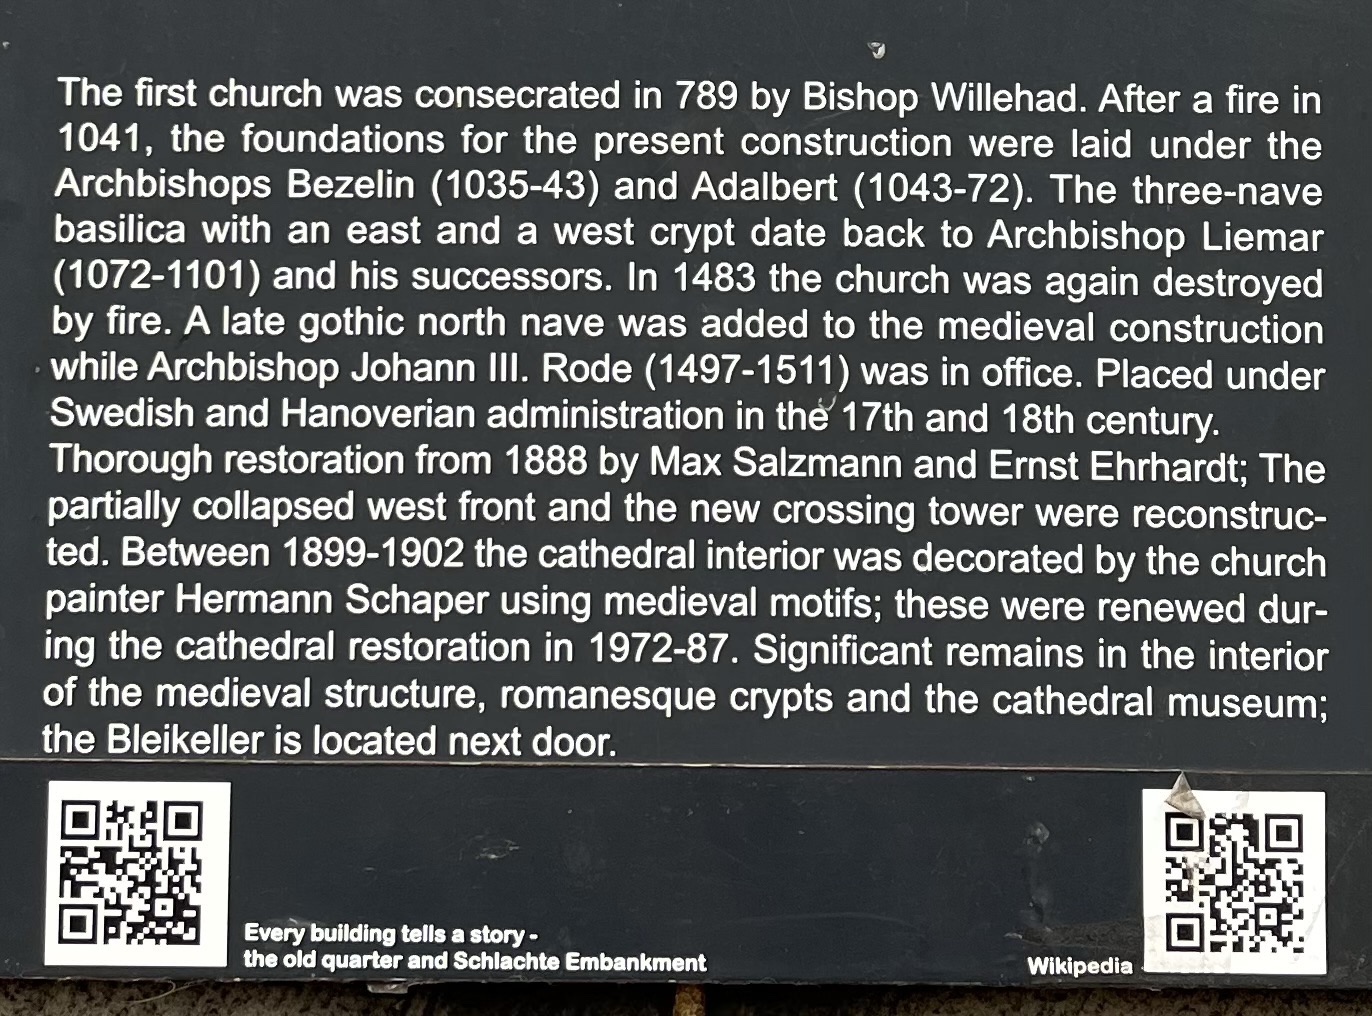 The first church was consecrated in 789 by Bishop Willehad. After a fire in
1041, the foundations for the present construction were laid under the
Archbishops Bezelin (1035-43) and Adalbert (1043-72). The three-nave
basilica with an east and a west crypt date back to Archbishop Liemar
(1072-1101) and his successors. In 1483 the church was again destroyed
by fire. A late gothic north nave was added to the medieval construction
while Archbishop Johann III. Rode (1497-1511) was in office. Placed under
Swedish and Hanoverian administration in the 17th and 18th century.
Thorough restoration from 1888 by Max Salzmann and Ernst Ehrhardt; The
partially collapsed west front and the new crossing tower were reconstruc-
ted. Between 1899-1902 the cathedral interior was decorated by the church
painter Hermann Schaper using medieval motifs; these were renewed dur-
ing the cathedral restoration in 1972-87. Significant remains in the interior
of the medieval structure, romanesque crypts and the cathedral museum;
the Bleikeller is located next door.
Every building tells a story -
the old quarter and Schlachte Embankment
Wikipedia